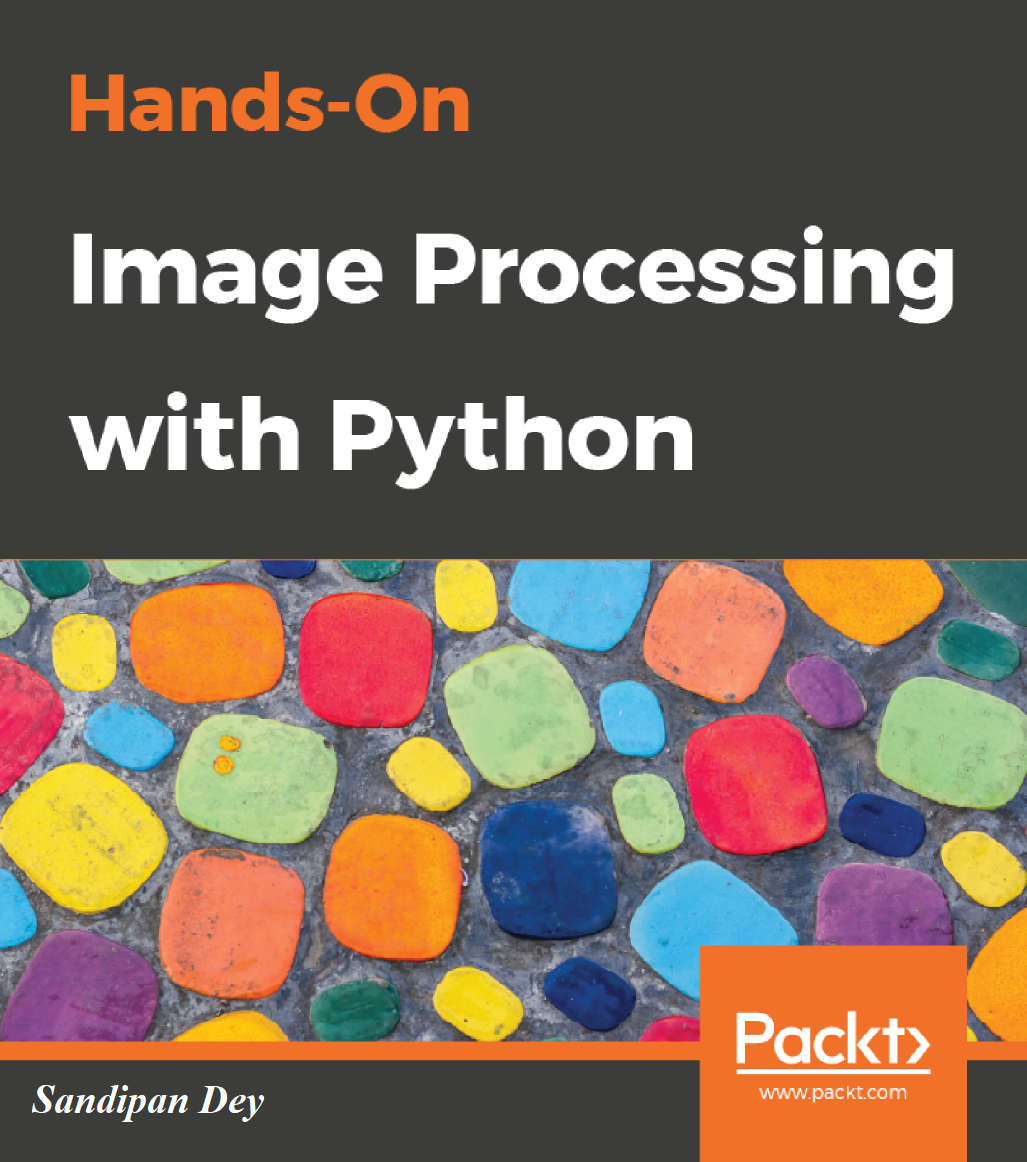 Hands-On
Image Processing
with Python
Packt>
www.packt.com
Sandipan Dey